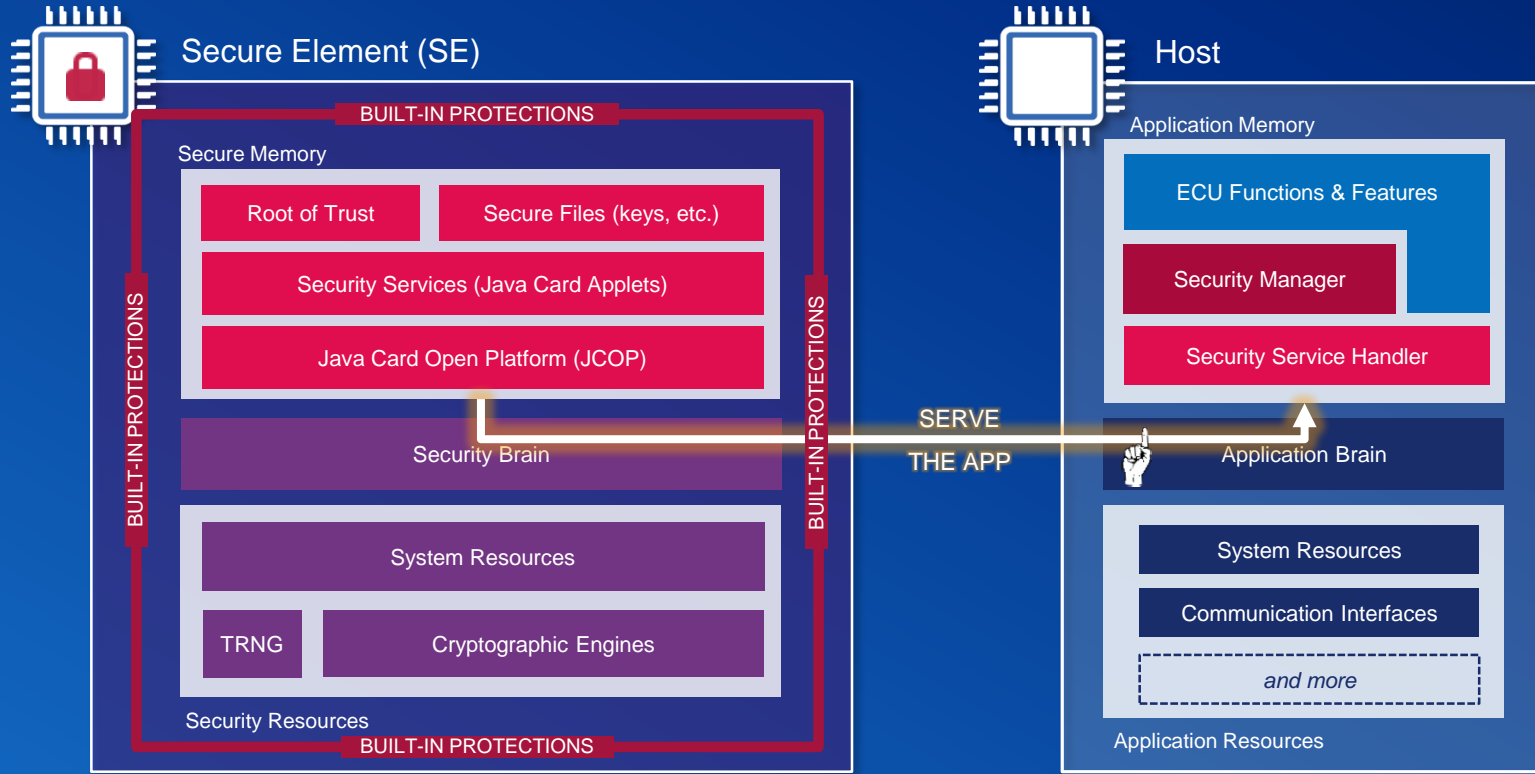 Secure Element (SE)
Host
BUILT-IN PROTECTIONS
Secure Memory
Root of Trust
Secure Files (keys, etc.)
Security Services (Java Card Applets)
Java Card Open Platform (JCOP)
BUILT-IN PROTECTIONS
BUILT-IN PROTECTIONS
Security Brain
System Resources
TRNG
Cryptographic Engines
Security Resources
BUILT-IN PROTECTIONS
SERVE
THE APP
Application Memory
ECU Functions & Features
Security Manager
Security Service Handler
Application Brain
System Resources
Communication Interfaces
and more
Application Resources